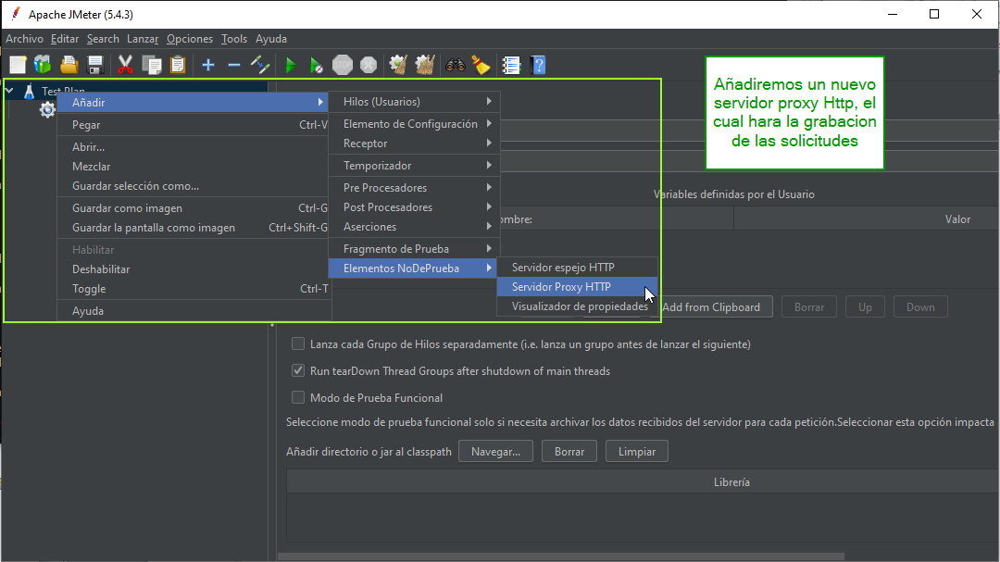 Apache JMeter (5.4.3)
Archivo Editar Search Lanzar Opciones Tools Ayuda
STOP
?
Añadiremos un nuevo
servidor proxy Http, el
cual hara la grabacion
de las solicitudes
Test Plan
Añadir
Pegar Ctrl-V
Abrir...
Mezclar
Guardar selección como...
Guardar como imagen Ctrl-G
Guardar la pantalla como imagen Ctrl+Shift-G
Habilitar
Deshabilitar
Toggle Ctrl-T
Ayuda
Hilos (Usuarios)
Elemento de Configuración
Receptor
Temporizador
Pre Procesadores
Post Procesadores
Aserciones
Fragmento de Prueba
Elementos NoDePrueba
Servidor espejo HTTP
Servidor Proxy HTTP
Visualizador de propiedades
Variables definidas por el Usuario
ombre: Valor
Add from Clipboard Borrar Up Down
Lanza cada Grupo de Hilos separadamente (i.e. lanza un grupo antes de lanzar el siguiente)
Run tearDown Thread Groups after shutdown of main threads
Modo de Prueba Funcional
Seleccione modo de prueba funcional solo si necesita archivar los datos recibidos del servidor para cada petición.Seleccionar esta opción impacta
Añadir directorio o jar al classpath Navegar... Borrar Limpiar
Librería